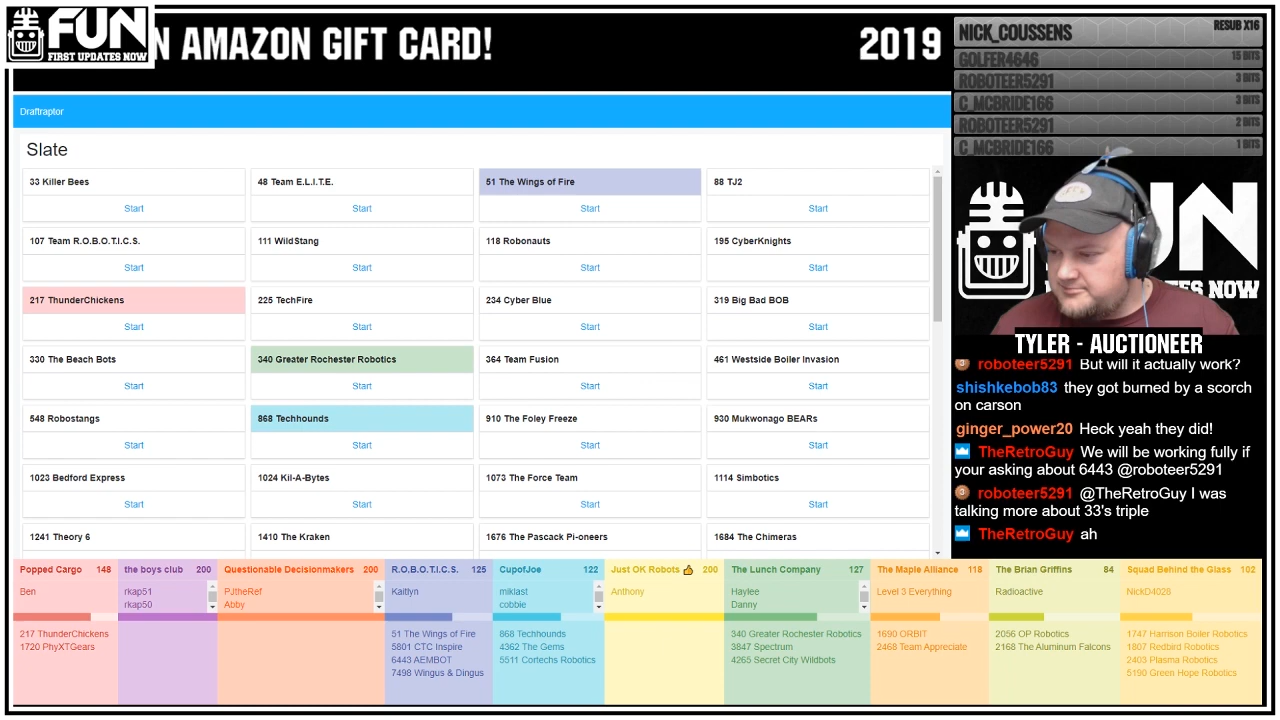 FUN
FIRST UPDATES NOW
N AMAZON GIFT CARD!
2019
NICK_COUSSENS
RESUB X16
GOLFER4646
15 BITS
ROBOTEER5291
3 BITS
C_MCBRIDE166
3 BITS
ROBOTEER5291
2 BITS
C_MCBRIDE166
1 BITS
Draftraptor
Slate
33 Killer Bees
48 Team E.L.I.T.E.
51 The Wings of Fire
88 TJ2
Start
Start
Start
Start
107 Team R.O.B.O.T.I.C.S.
111 WildStang
118 Robonauts
195 CyberKnights
Start
Start
Start
Start
217 ThunderChickens
225 TechFire
234 Cyber Blue
319 Big Bad BOB
Start
Start
Start
Start
330 The Beach Bots
340 Greater Rochester Robotics
364 Team Fusion
461 Westside Boiler Invasion
Start
Start
Start
Start
548 Robostangs
868 Techhounds
910 The Foley Freeze
930 Mukwonago BEARs
Start
Start
Start
Start
1023 Bedford Express
1024 Kil-A-Bytes
1073 The Force Team
1114 Simbotics
Start
Start
Start
Start
1241 Theory 6
1410 The Kraken
1676 The Pascack Pi-oneers
1684 The Chimeras
UN
ATES NOW
TYLER - AUCTIONEER
roboteer5291 But will it actually work?
shishkebob83 they got burned by a scorch
on carson
ginger_power20 Heck yeah they did!
TheRetroGuy We will be working fully if
your asking about 6443 @roboteer5291
roboteer5291 @TheRetroGuy I was
talking more about 33's triple
TheRetroGuy ah
Popped Cargo 148
Ben
217 ThunderChickens
1720 PhyXTGears
the boys club 200
rkap51
rkap50
Questionable Decisionmakers 200
PJtheRef
Abby
R.O.B.O.T.I.C.S. 125
Kaitlyn
51 The Wings of Fire
5801 CTC Inspire
6443 AEMBOT
7498 Wingus & Dingus
CupofJoe 122
miklast
cobbie
868 Techhounds
4362 The Gems
5511 Cortechs Robotics
Just OK Robots 👍 200
Anthony
The Lunch Company 127
Haylee
Danny
340 Greater Rochester Robotics
3847 Spectrum
4265 Secret City Wildbots
The Maple Alliance 118
Level 3 Everything
1690 ORBIT
2468 Team Appreciate
The Brian Griffins 84
Radioactive
2056 OP Robotics
2168 The Aluminum Falcons
Squad Behind the Glass 102
NickD4028
1747 Harrison Boiler Robotics
1807 Redbird Robotics
2403 Plasma Robotics
5190 Green Hope Robotics